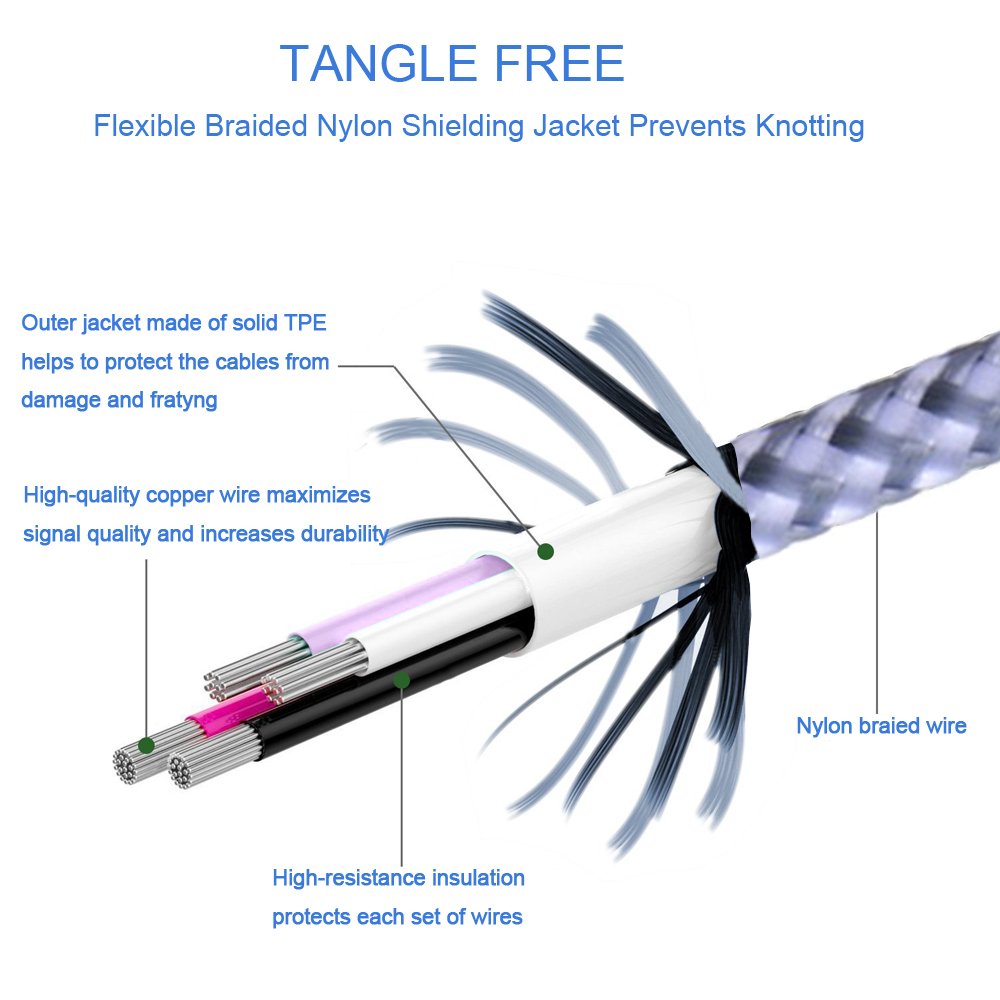 TANGLE FREE
Flexible Braided Nylon Shielding Jacket Prevents Knotting
Outer jacket made of solid TPE
helps to protect the cables from
damage and fratyng
High-quality copper wire maximizes
signal quality and increases durability
Nylon braied wire
High-resistance insulation
protects each set of wires